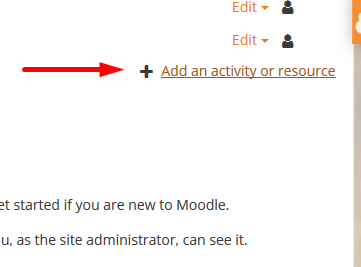 Edit
Edit
Add an activity or resource
et started if you are new to Moodle.
u, as the site administrator, can see it.